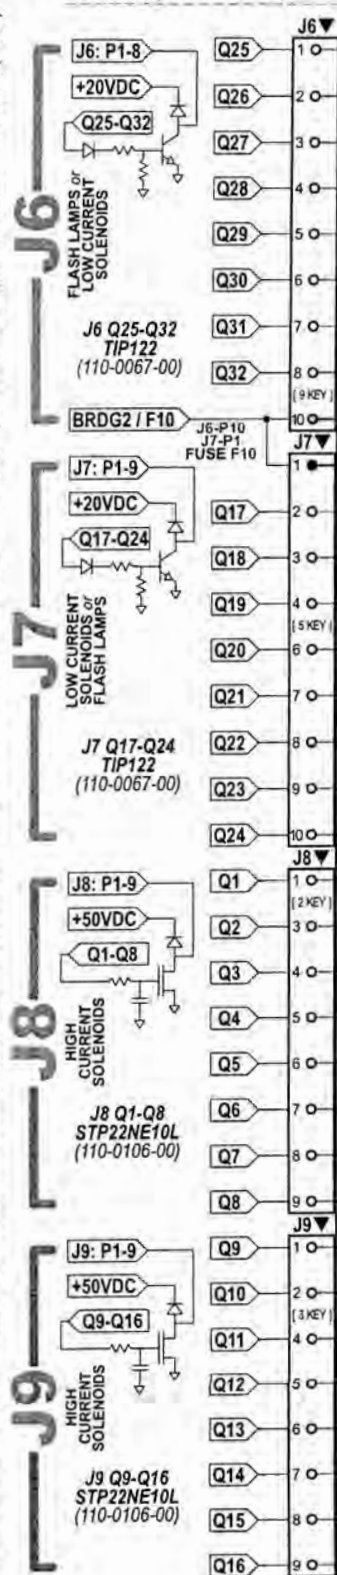 J6▼
J6
J6: P1-8
+20VDC
Q25-Q32
FLASH LAMPS or
LOW CURRENT
SOLENOIDS
J6 Q25-Q32
TIP122
(110-0067-00)
Q25
1
Q26
2
Q27
3
Q28
4
Q29
5
Q30
6
Q31
7
Q32
8
[9 KEY]
BRDG2 / F10
10
J6-P10
J7-P1
FUSE F10
J7▼
J7
J7: P1-9
+20VDC
Q17-Q24
LOW CURRENT
SOLENOIDS or
FLASH LAMPS
J7 Q17-Q24
TIP122
(110-0067-00)
1
Q17
2
Q18
3
Q19
4
[5 KEY]
Q20
6
Q21
7
Q22
8
Q23
9
Q24
10
J8▼
J8
J8: P1-9
+50VDC
Q1-Q8
HIGH
CURRENT
SOLENOIDS
J8 Q1-Q8
STP22NE10L
(110-0106-00)
Q1
1
[2 KEY]
Q2
3
Q3
4
Q4
5
Q5
6
Q6
7
Q7
8
Q8
9
J9▼
J9
J9: P1-9
+50VDC
Q9-Q16
HIGH
CURRENT
SOLENOIDS
J9 Q9-Q16
STP22NE10L
(110-0106-00)
Q9
1
Q10
2
[3 KEY]
Q11
4
Q12
5
Q13
6
Q14
7
Q15
8
Q16
9